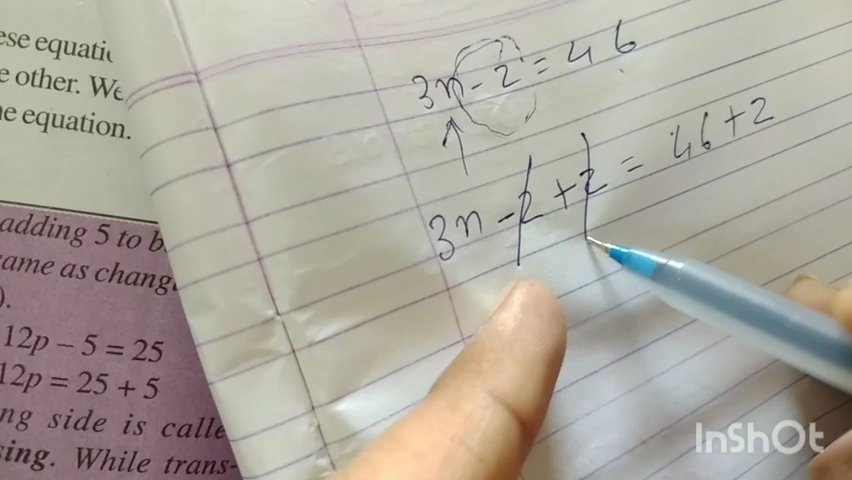 ese equatic
e other. We
e equation.
adding 5 to b
ame as chang
).
12p – 5 = 25
12p = 25 + 5
ng side is calle
sing. While trans-
3n - 2 = 46
3n - 2 + 2 = 46 + 2
InShOt